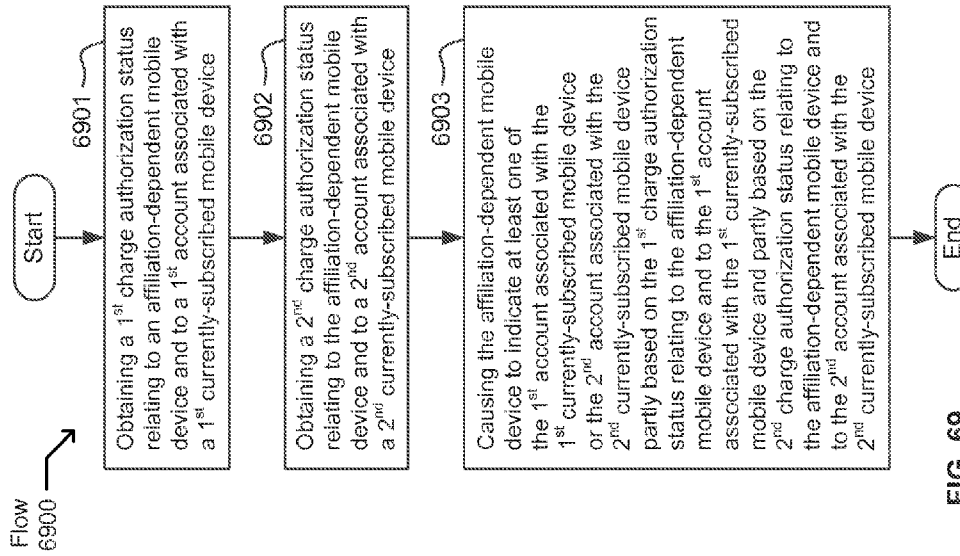 Flow
6900
Start
6901
Obtaining a 1st charge authorization status
relating to an affiliation-dependent mobile
device and to a 1st account associated with
a 1st currently-subscribed mobile device
6902
Obtaining a 2nd charge authorization status
relating to the affiliation-dependent mobile
device and to a 2nd account associated with
a 2nd currently-subscribed mobile device
6903
Causing the affiliation-dependent mobile
device to indicate at least one of
the 1st account associated with the
1st currently-subscribed mobile device
or the 2nd account associated with the
2nd currently-subscribed mobile device
partly based on the 1st charge authorization
status relating to the affiliation-dependent
mobile device and to the 1st account
associated with the 1st currently-subscribed
mobile device and partly based on the
2nd charge authorization status relating to
the affiliation-dependent mobile device and
to the 2nd account associated with the
2nd currently-subscribed mobile device
End
FIG. 69